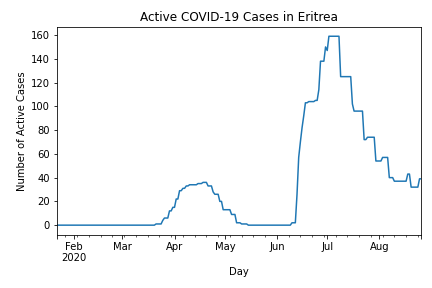 Active COVID-19 Cases in Eritrea
Number of Active Cases
160
140
120
100
80
60
40
20
0
Feb Mar Apr May Jun Jul Aug
2020
Day